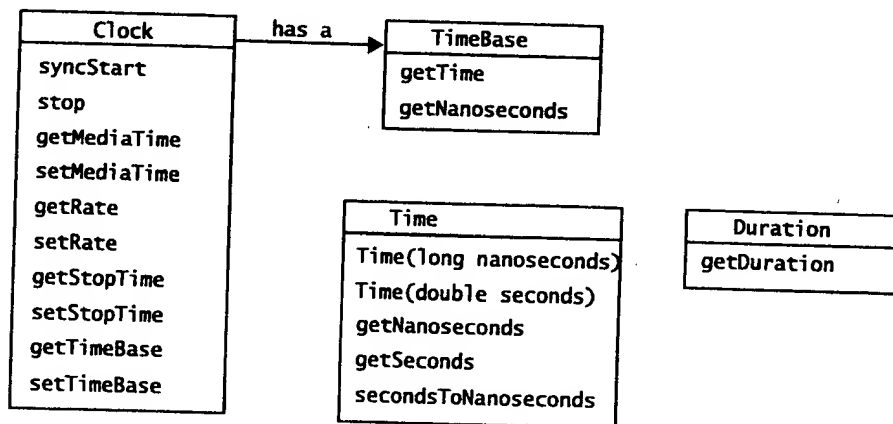 Clock
syncStart
stop
getMediaTime
setMediaTime
getRate
setRate
getStopTime
setStopTime
getTimeBase
setTimeBase
has a
TimeBase
getTime
getNanoseconds
Time
Time(long nanoseconds)
Time(double seconds)
getNanoseconds
getSeconds
secondsToNanoseconds
Duration
getDuration